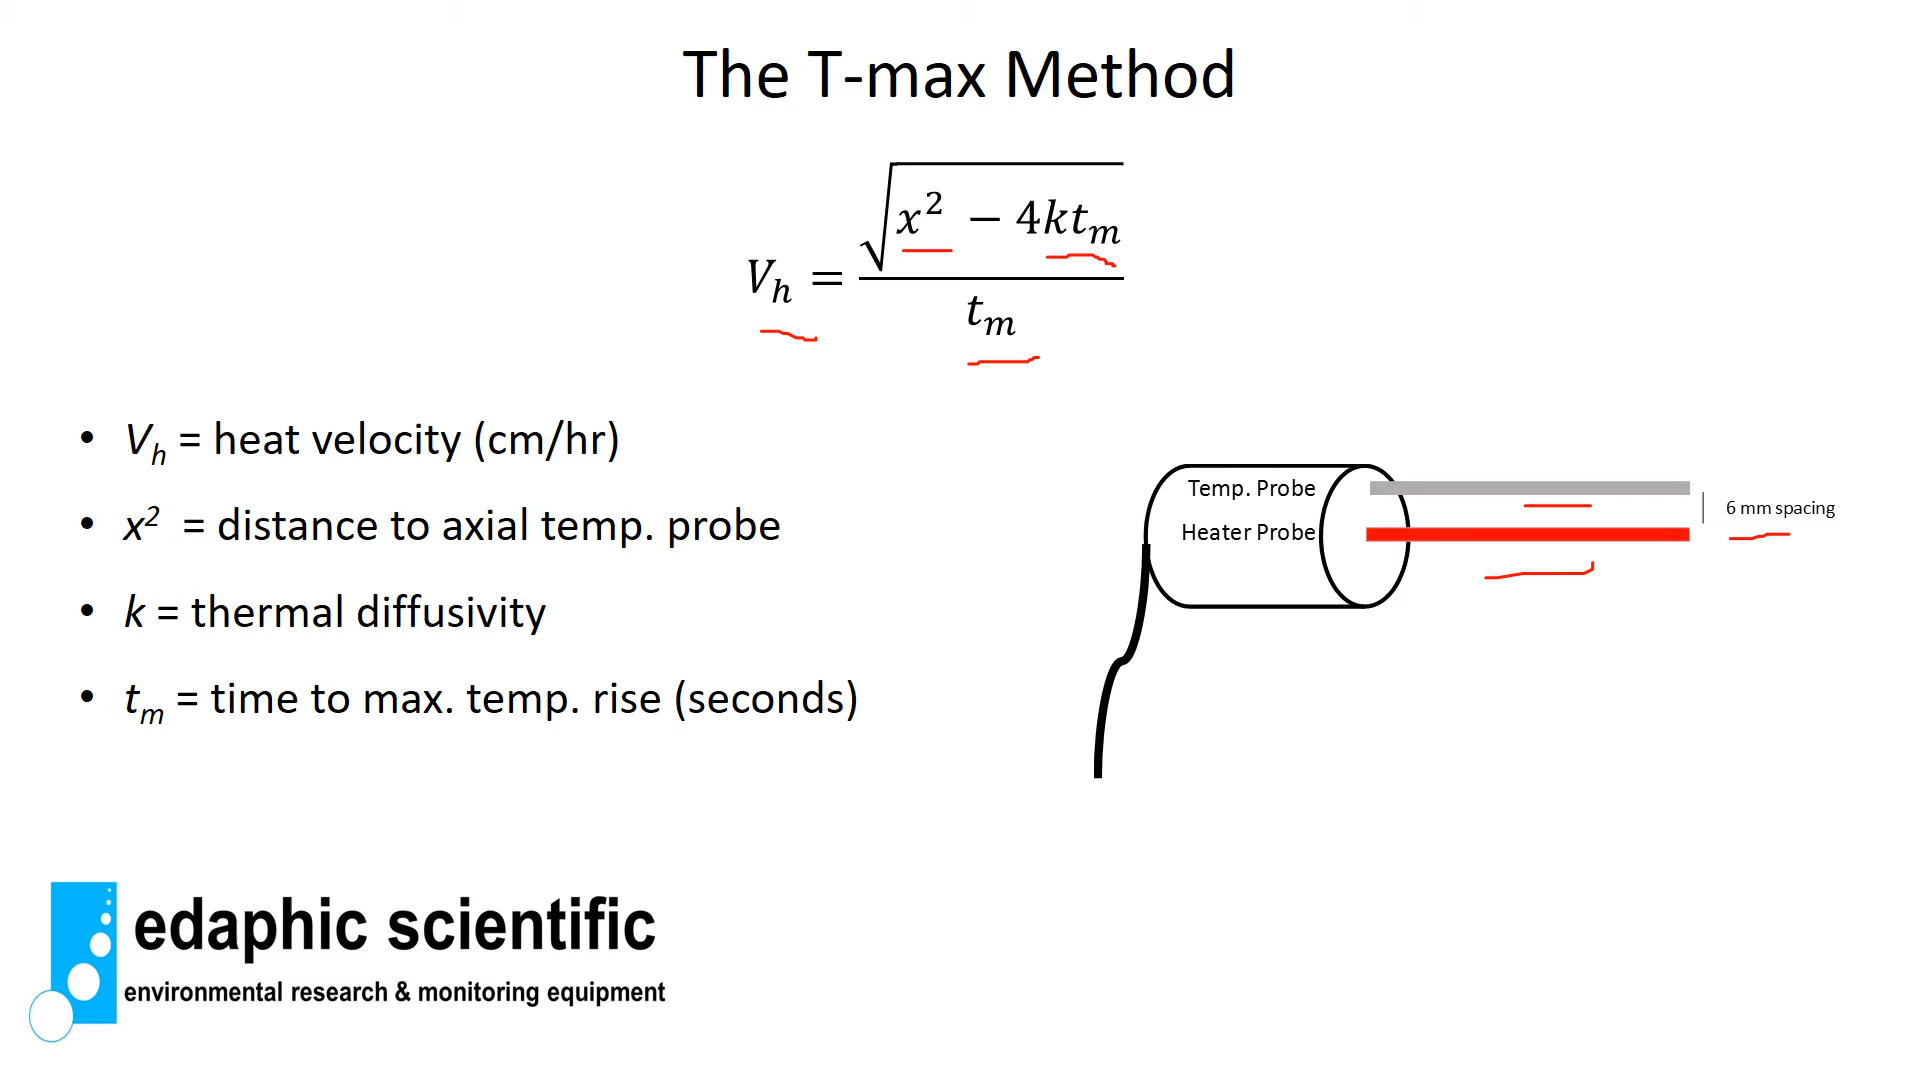 The T-max Method
V_h = √(x² − 4kt_m) / t_m
• V_h = heat velocity (cm/hr)
• x² = distance to axial temp. probe
• k = thermal diffusivity
• t_m = time to max. temp. rise (seconds)
Temp. Probe
Heater Probe
6 mm spacing
edaphic scientific
environmental research & monitoring equipment